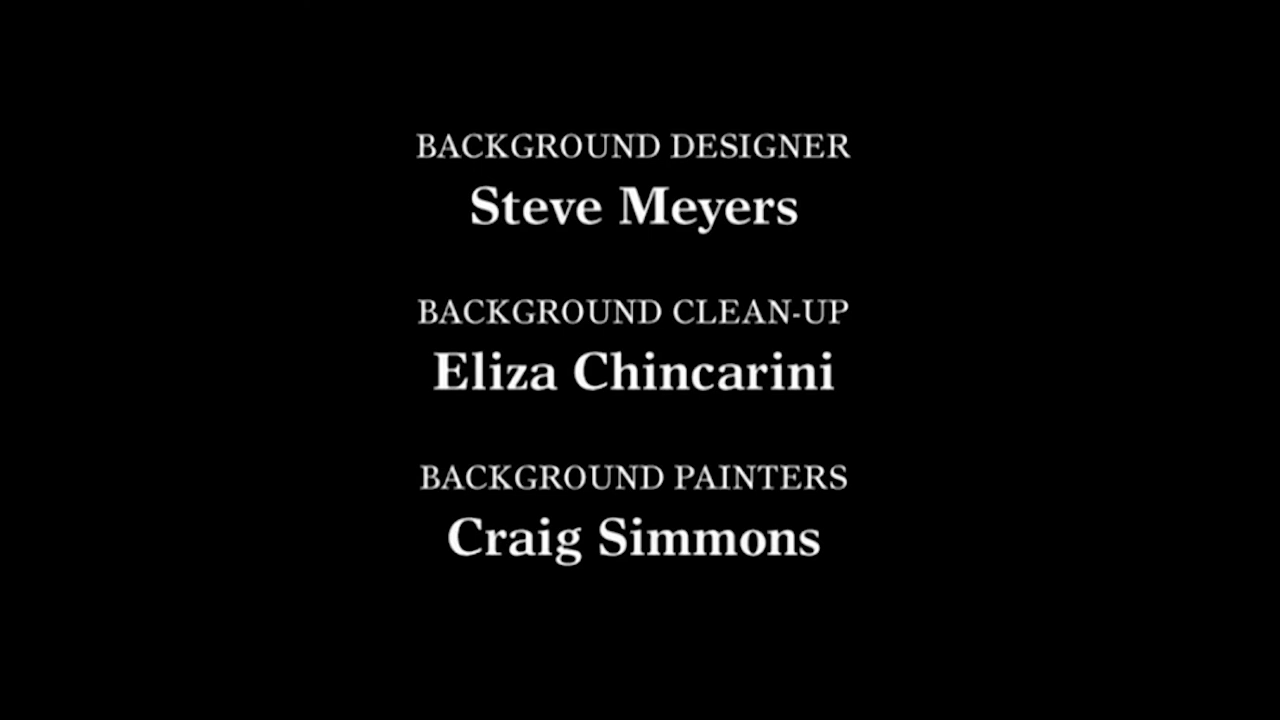 BACKGROUND DESIGNER
Steve Meyers
BACKGROUND CLEAN-UP
Eliza Chincarini
BACKGROUND PAINTERS
Craig Simmons